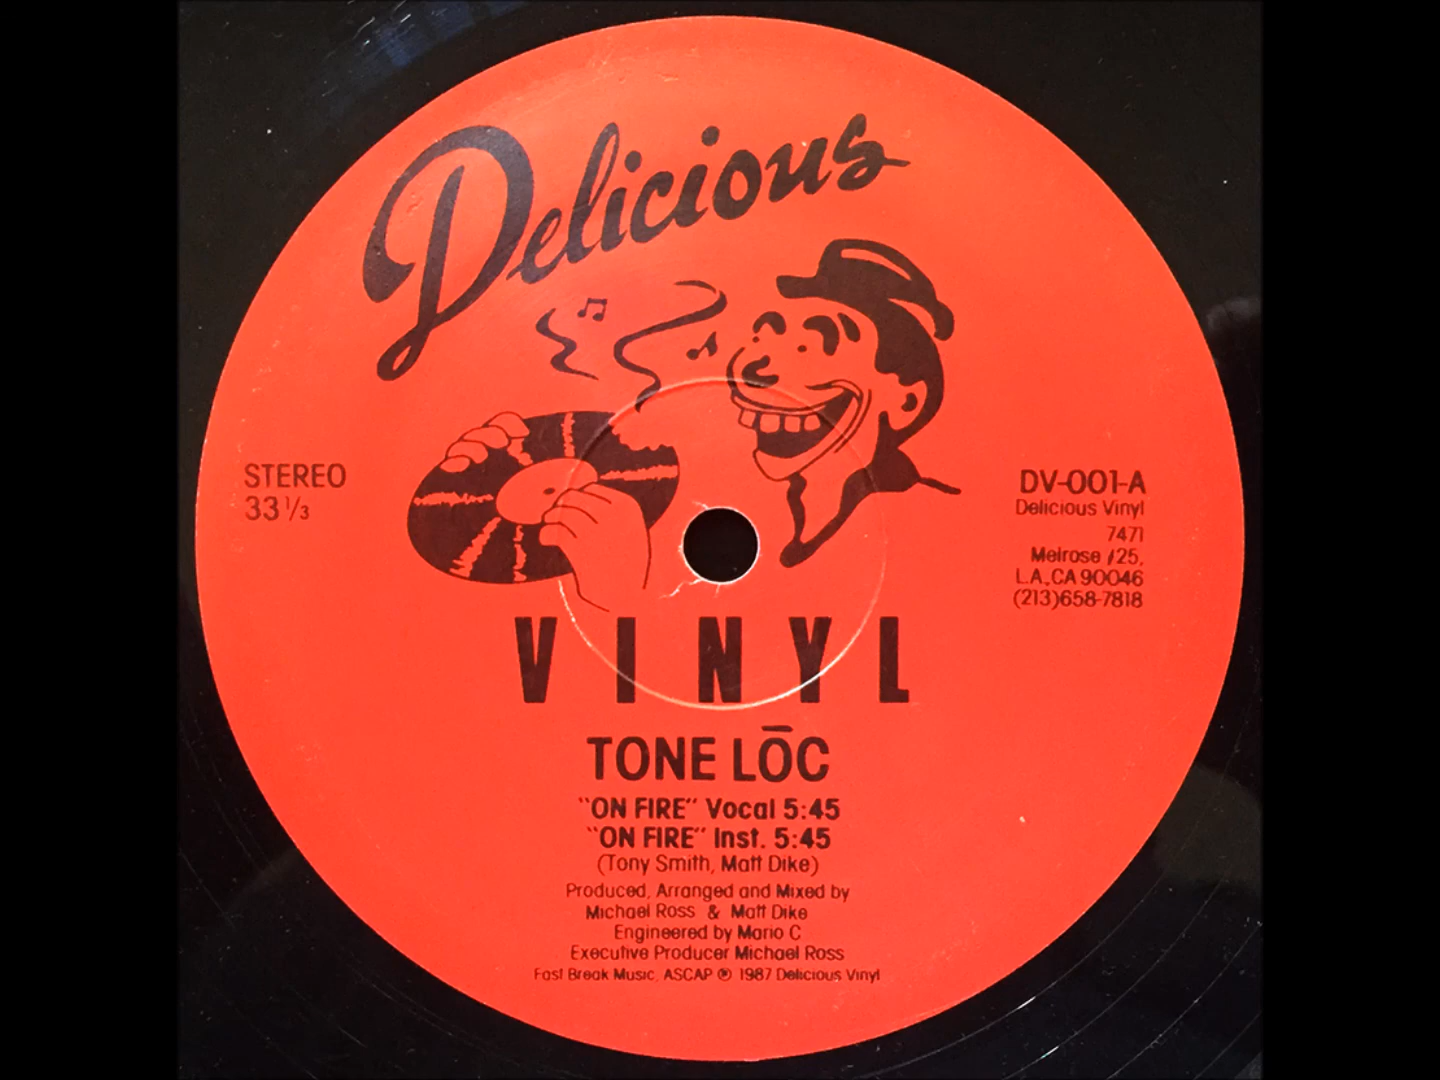 Delicious
STEREO
33 1/3
DV-001-A
Delicious Vinyl
7471
Melrose #25,
L.A., CA 90046
(213)658-7818
VINYL
TONE LŌC
"ON FIRE" Vocal 5:45
"ON FIRE" Inst. 5:45
(Tony Smith, Matt Dike)
Produced, Arranged and Mixed by
Michael Ross & Matt Dike
Engineered by Mario C
Executive Producer Michael Ross
Fast Break Music, ASCAP ℗ 1987 Delicious Vinyl